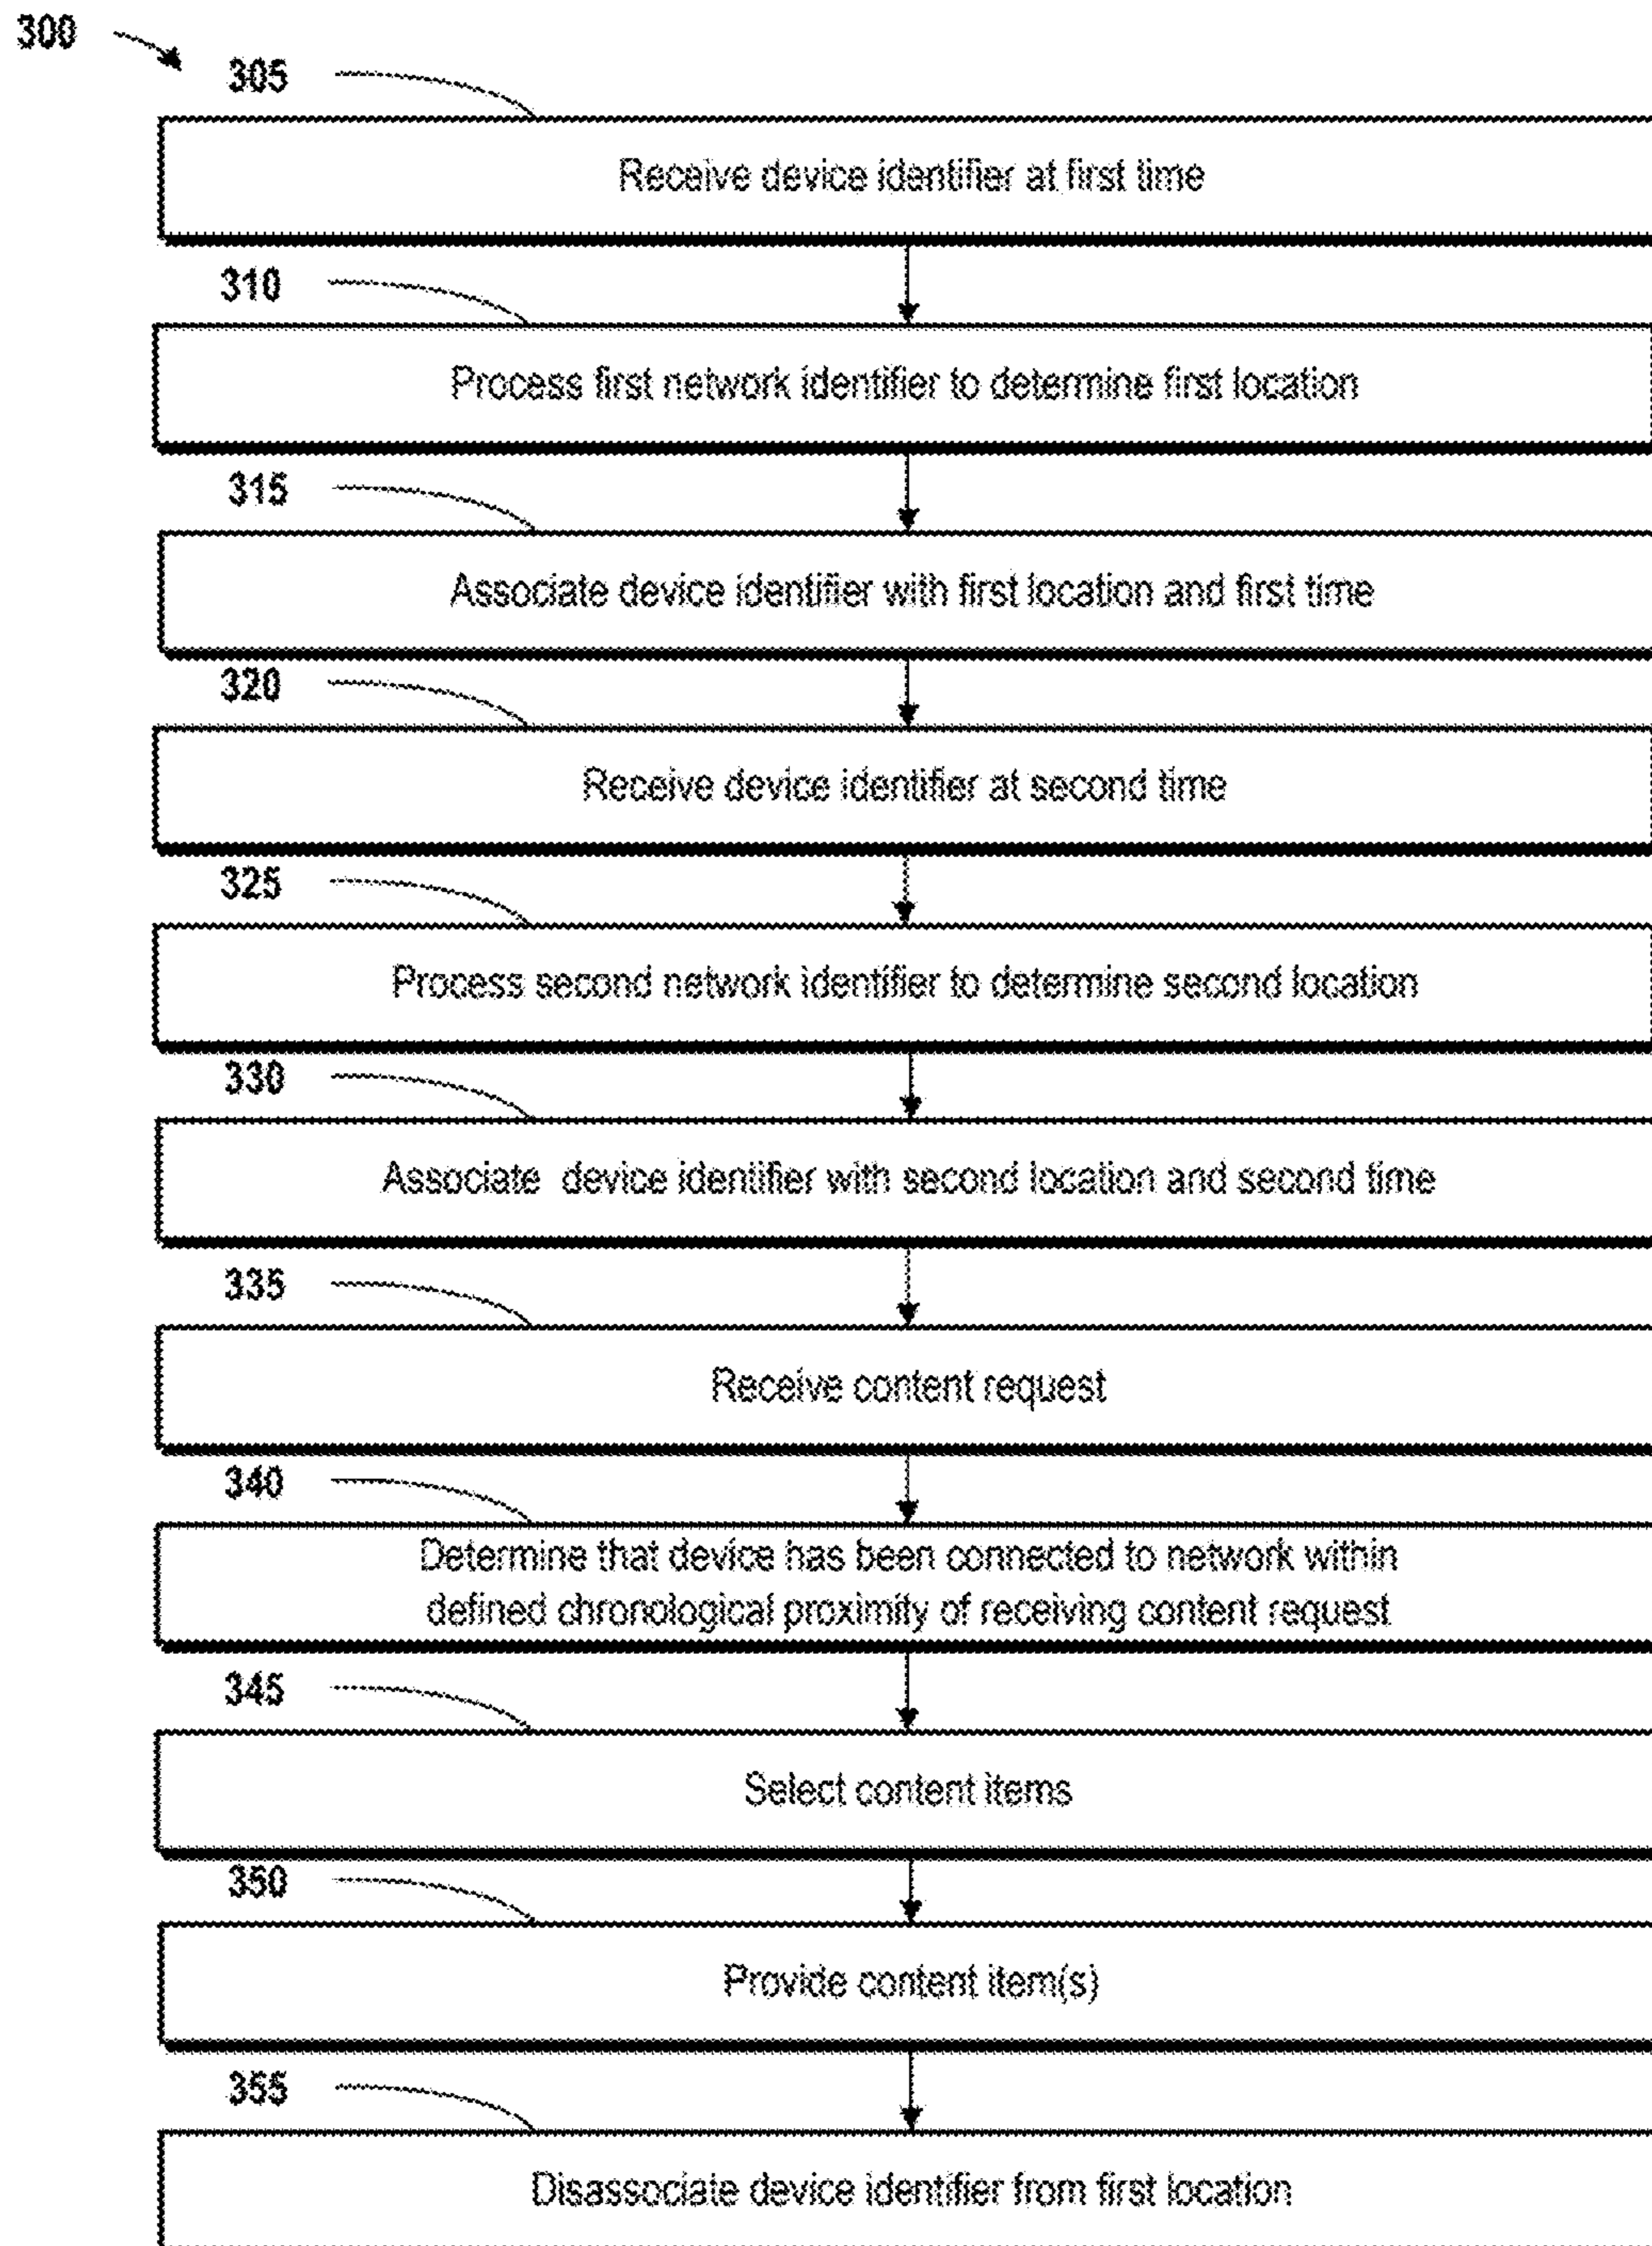 300
305
Receive device identifier at first time
310
Process first network identifier to determine first location
315
Associate device identifier with first location and first time
320
Receive device identifier at second time
325
Process second network identifier to determine second location
330
Associate device identifier with second location and second time
335
Receive content request
340
Determine that device has been connected to network within
defined chronological proximity of receiving content request
345
Select content items
350
Provide content item(s)
355
Disassociate device identifier from first location